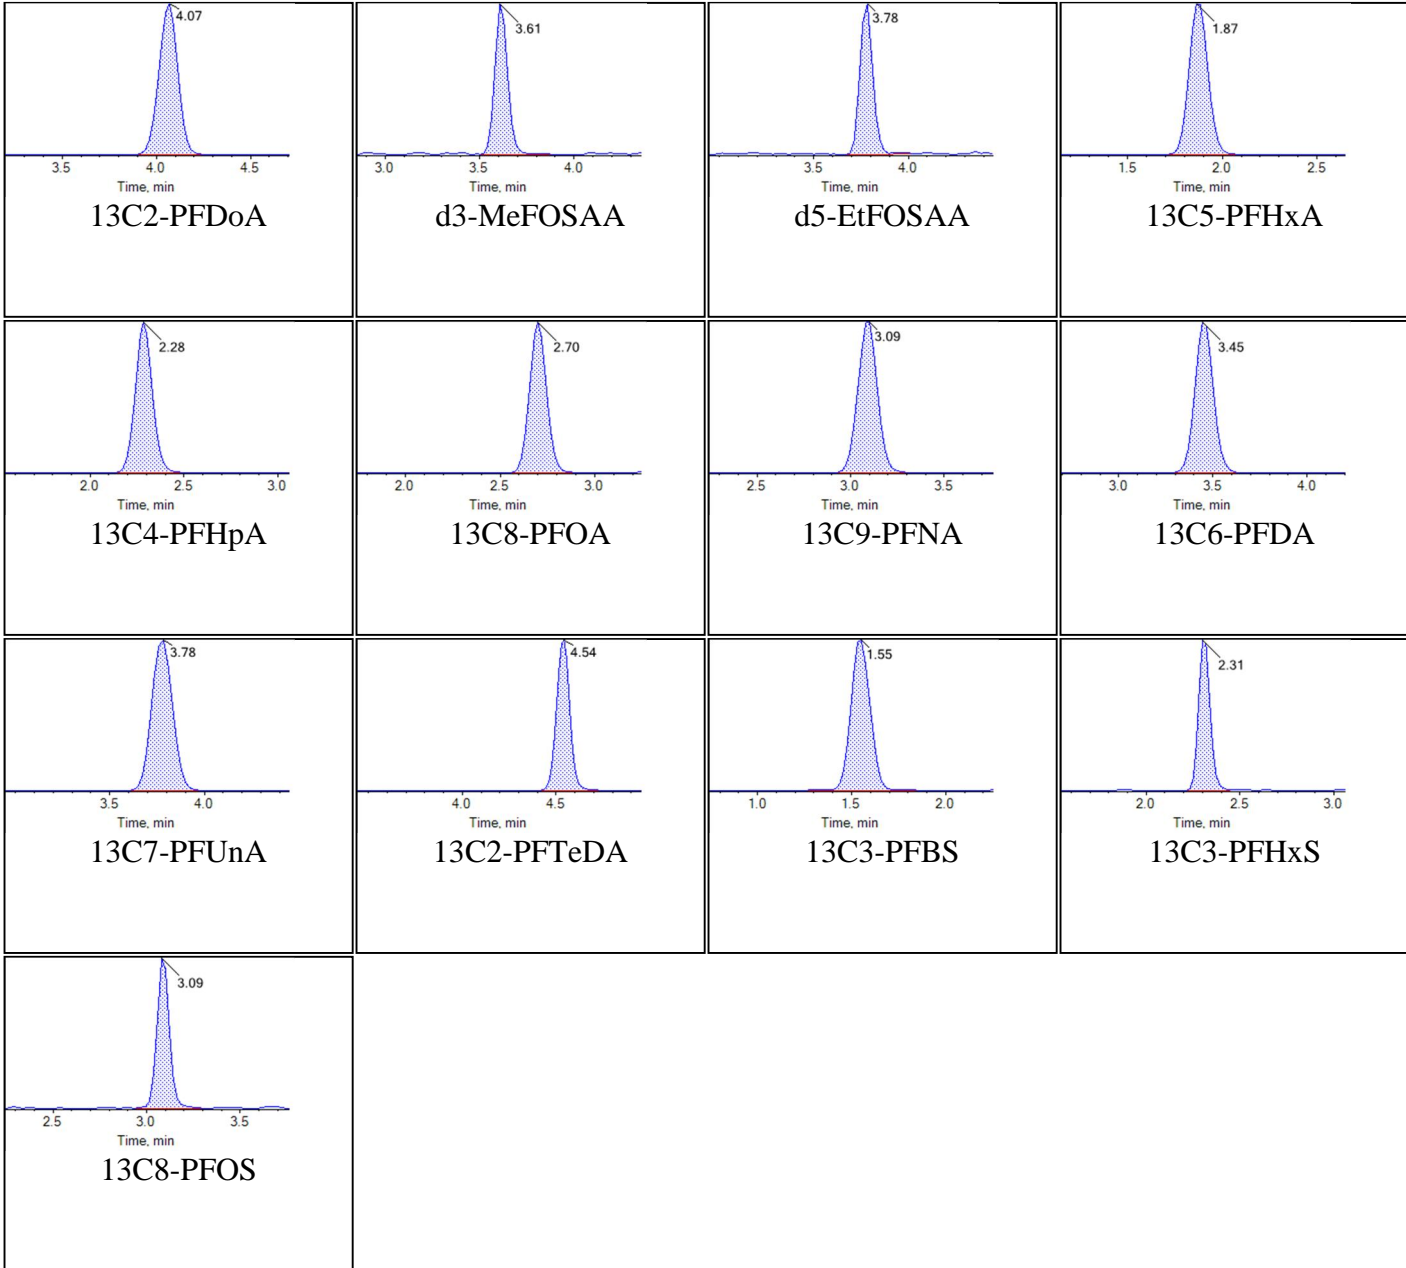 4.07
3.5 4.0 4.5
Time, min
13C2-PFDoA
3.61
3.0 3.5 4.0
Time, min
d3-MeFOSAA
3.78
3.5 4.0
Time, min
d5-EtFOSAA
1.87
1.5 2.0 2.5
Time, min
13C5-PFHxA
2.28
2.0 2.5 3.0
Time, min
13C4-PFHpA
2.70
2.0 2.5 3.0
Time, min
13C8-PFOA
3.09
2.5 3.0 3.5
Time, min
13C9-PFNA
3.45
3.0 3.5 4.0
Time, min
13C6-PFDA
3.78
3.5 4.0
Time, min
13C7-PFUnA
4.54
4.0 4.5
Time, min
13C2-PFTeDA
1.55
1.0 1.5 2.0
Time, min
13C3-PFBS
2.31
2.0 2.5 3.0
Time, min
13C3-PFHxS
3.09
2.5 3.0 3.5
Time, min
13C8-PFOS